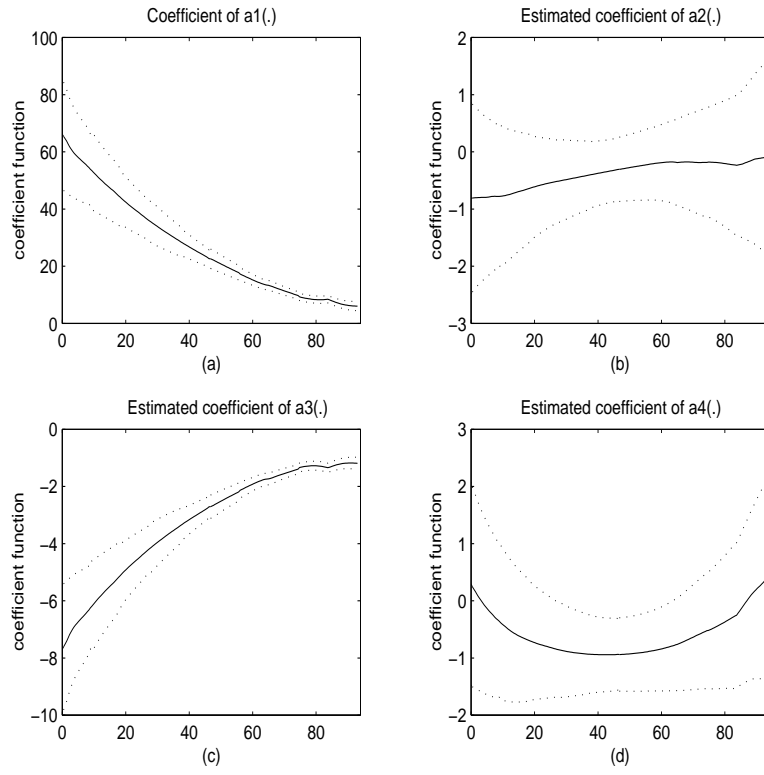 Coefficient of a1(.)
100
80
60
40
20
0
coefficient function
0 20 40 60 80
(a)
Estimated coefficient of a2(.)
2
1
0
−1
−2
−3
coefficient function
0 20 40 60 80
(b)
Estimated coefficient of a3(.)
0
−2
−4
−6
−8
−10
coefficient function
0 20 40 60 80
(c)
Estimated coefficient of a4(.)
3
2
1
0
−1
−2
coefficient function
0 20 40 60 80
(d)